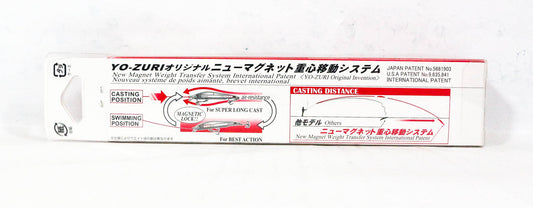 YO-ZURIオリジナルニューマグネット重心移動システム
New Magnet Weight Transfer System International Patent (YO-ZURI Original Invention)
Nouveau système de poids aimanté, brevet international
JAPAN PATENT No.5681903
U.S.A PATENT No.9,635,841
INTERNATIONAL PATENT
CASTING
POSITION
air-resistance
For SUPER LONG CAST
MAGNETIC
LOCK!!
SWIMMING
POSITION
For BEST ACTION
CASTING DISTANCE
他モデル Others
ニューマグネット重心移動システム
New Magnet Weight Transfer System International Patent